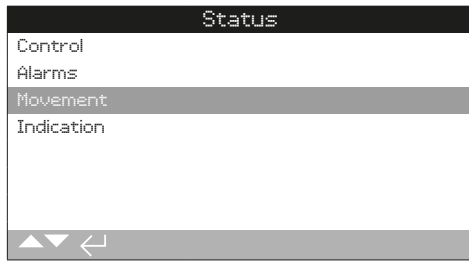 Status
Control
Alarms
Movement
Indication